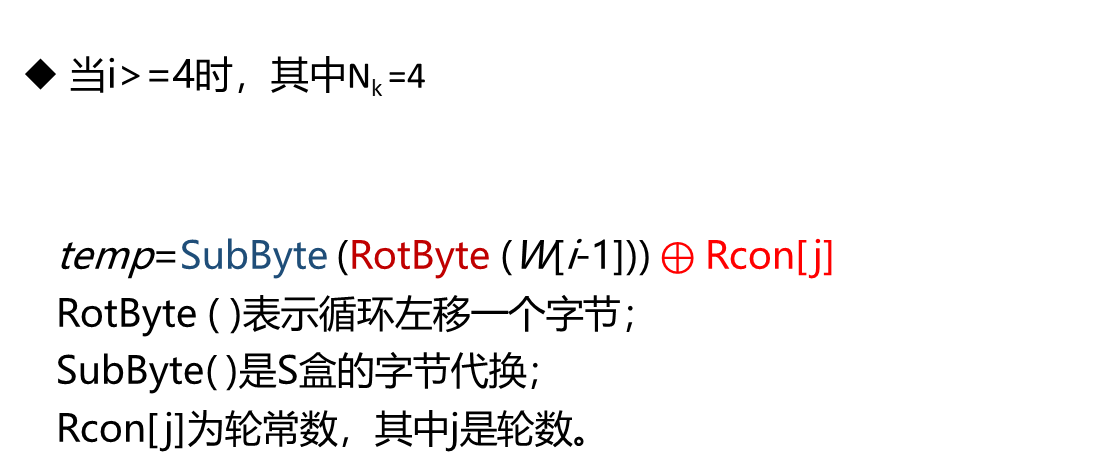 ◆ 当i>=4时，其中Nₖ=4
temp=SubByte (RotByte (W[i-1])) ⊕ Rcon[j]
RotByte ( )表示循环左移一个字节；
SubByte( )是S盒的字节代换；
Rcon[j]为轮常数，其中j是轮数。